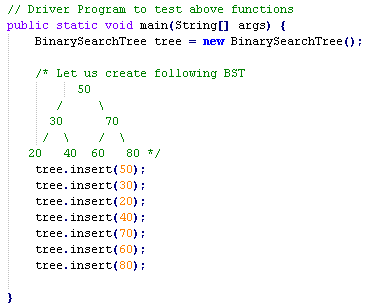 // Driver Program to test above functions
public static void main(String[] args) {
    BinarySearchTree tree = new BinarySearchTree();
    /* Let us create following BST
          50
       /     \
      30      70
     /  \    /  \
   20   40  60   80 */
    tree.insert(50);
    tree.insert(30);
    tree.insert(20);
    tree.insert(40);
    tree.insert(70);
    tree.insert(60);
    tree.insert(80);
}